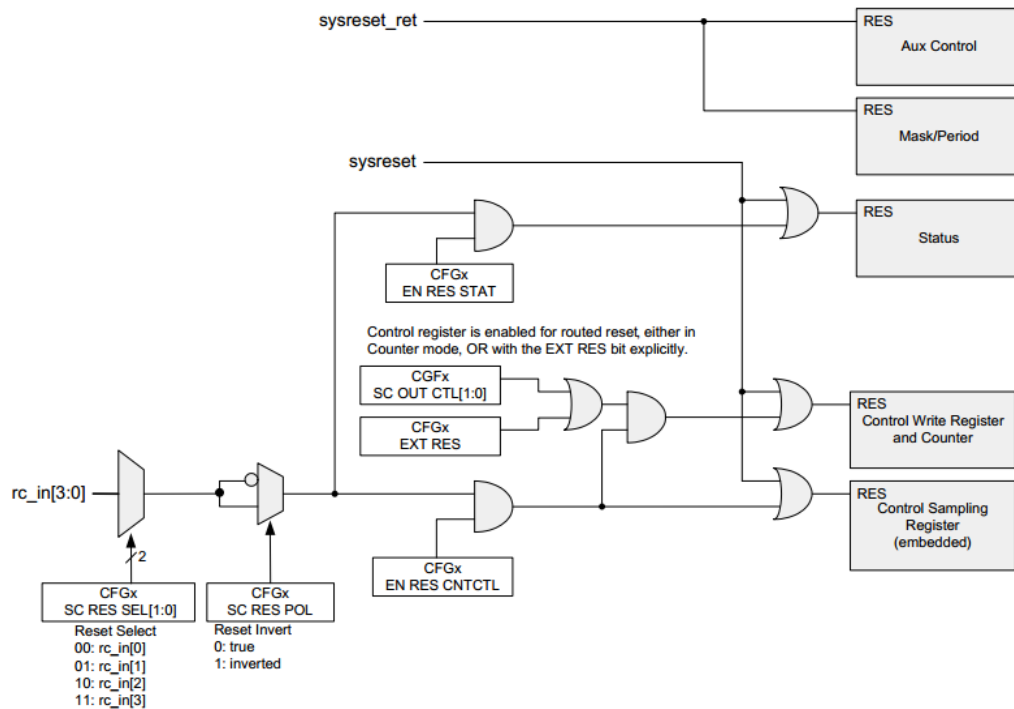 sysreset_ret
RES
Aux Control
RES
Mask/Period
sysreset
RES
Status
CFGx
EN RES STAT
Control register is enabled for routed reset, either in
Counter mode, OR with the EXT RES bit explicitly.
CGFx
SC OUT CTL[1:0]
CFGx
EXT RES
RES
Control Write Register
and Counter
rc_in[3:0]
RES
Control Sampling
Register
(embedded)
2
CFGx
EN RES CNTCTL
CFGx
SC RES SEL[1:0]
CFGx
SC RES POL
Reset Select
00: rc_in[0]
01: rc_in[1]
10: rc_in[2]
11: rc_in[3]
Reset Invert
0: true
1: inverted